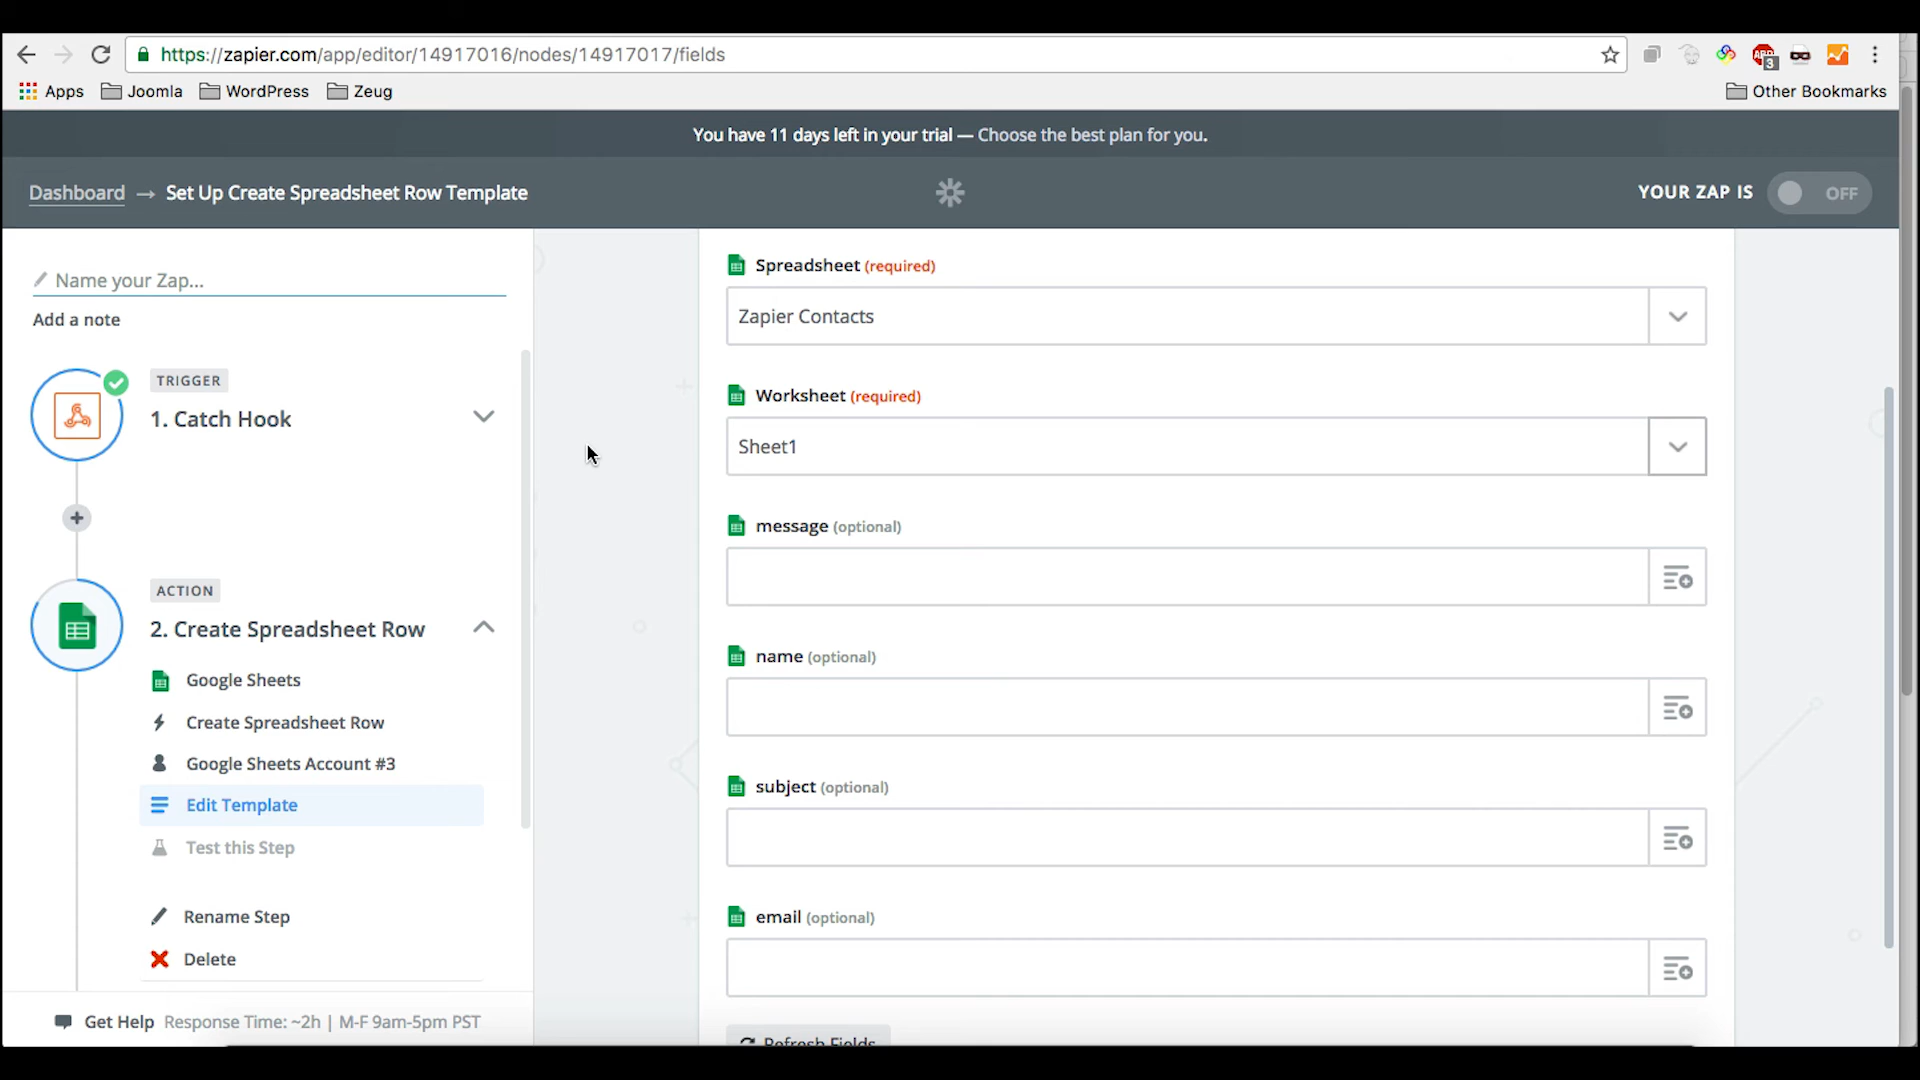 https://zapier.com/app/editor/14917016/nodes/14917017/fields
ABP
3
Apps
Joomla
WordPress
Zeug
Other Bookmarks
You have 11 days left in your trial — Choose the best plan for you.
Dashboard → Set Up Create Spreadsheet Row Template
YOUR ZAP IS
OFF
Name your Zap...
Add a note
TRIGGER
1. Catch Hook
ACTION
2. Create Spreadsheet Row
Google Sheets
Create Spreadsheet Row
Google Sheets Account #3
Edit Template
Test this Step
Rename Step
Delete
Get Help Response Time: ~2h | M-F 9am-5pm PST
Spreadsheet (required)
Zapier Contacts
Worksheet (required)
Sheet1
message (optional)
name (optional)
subject (optional)
email (optional)
Refresh Fields